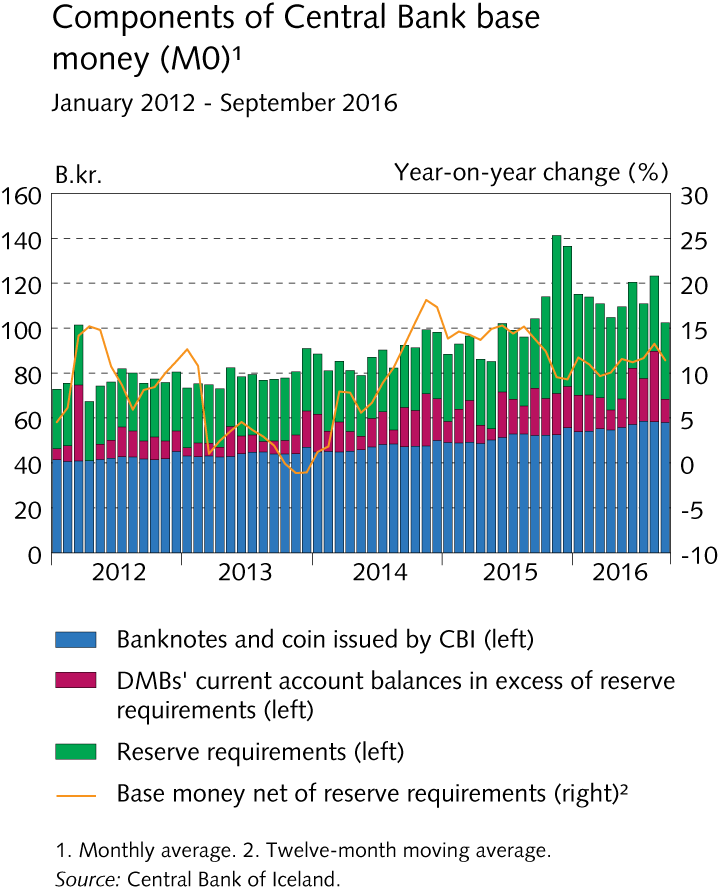 Components of Central Bank base
money (M0)¹
January 2012 - September 2016
B.kr.
Year-on-year change (%)
160
30
140
25
120
20
100
15
80
10
60
5
40
0
20
-5
0
-10
2012
2013
2014
2015
2016
Banknotes and coin issued by CBI (left)
DMBs' current account balances in excess of reserve
requirements (left)
Reserve requirements (left)
Base money net of reserve requirements (right)²
1. Monthly average. 2. Twelve-month moving average.
Source: Central Bank of Iceland.